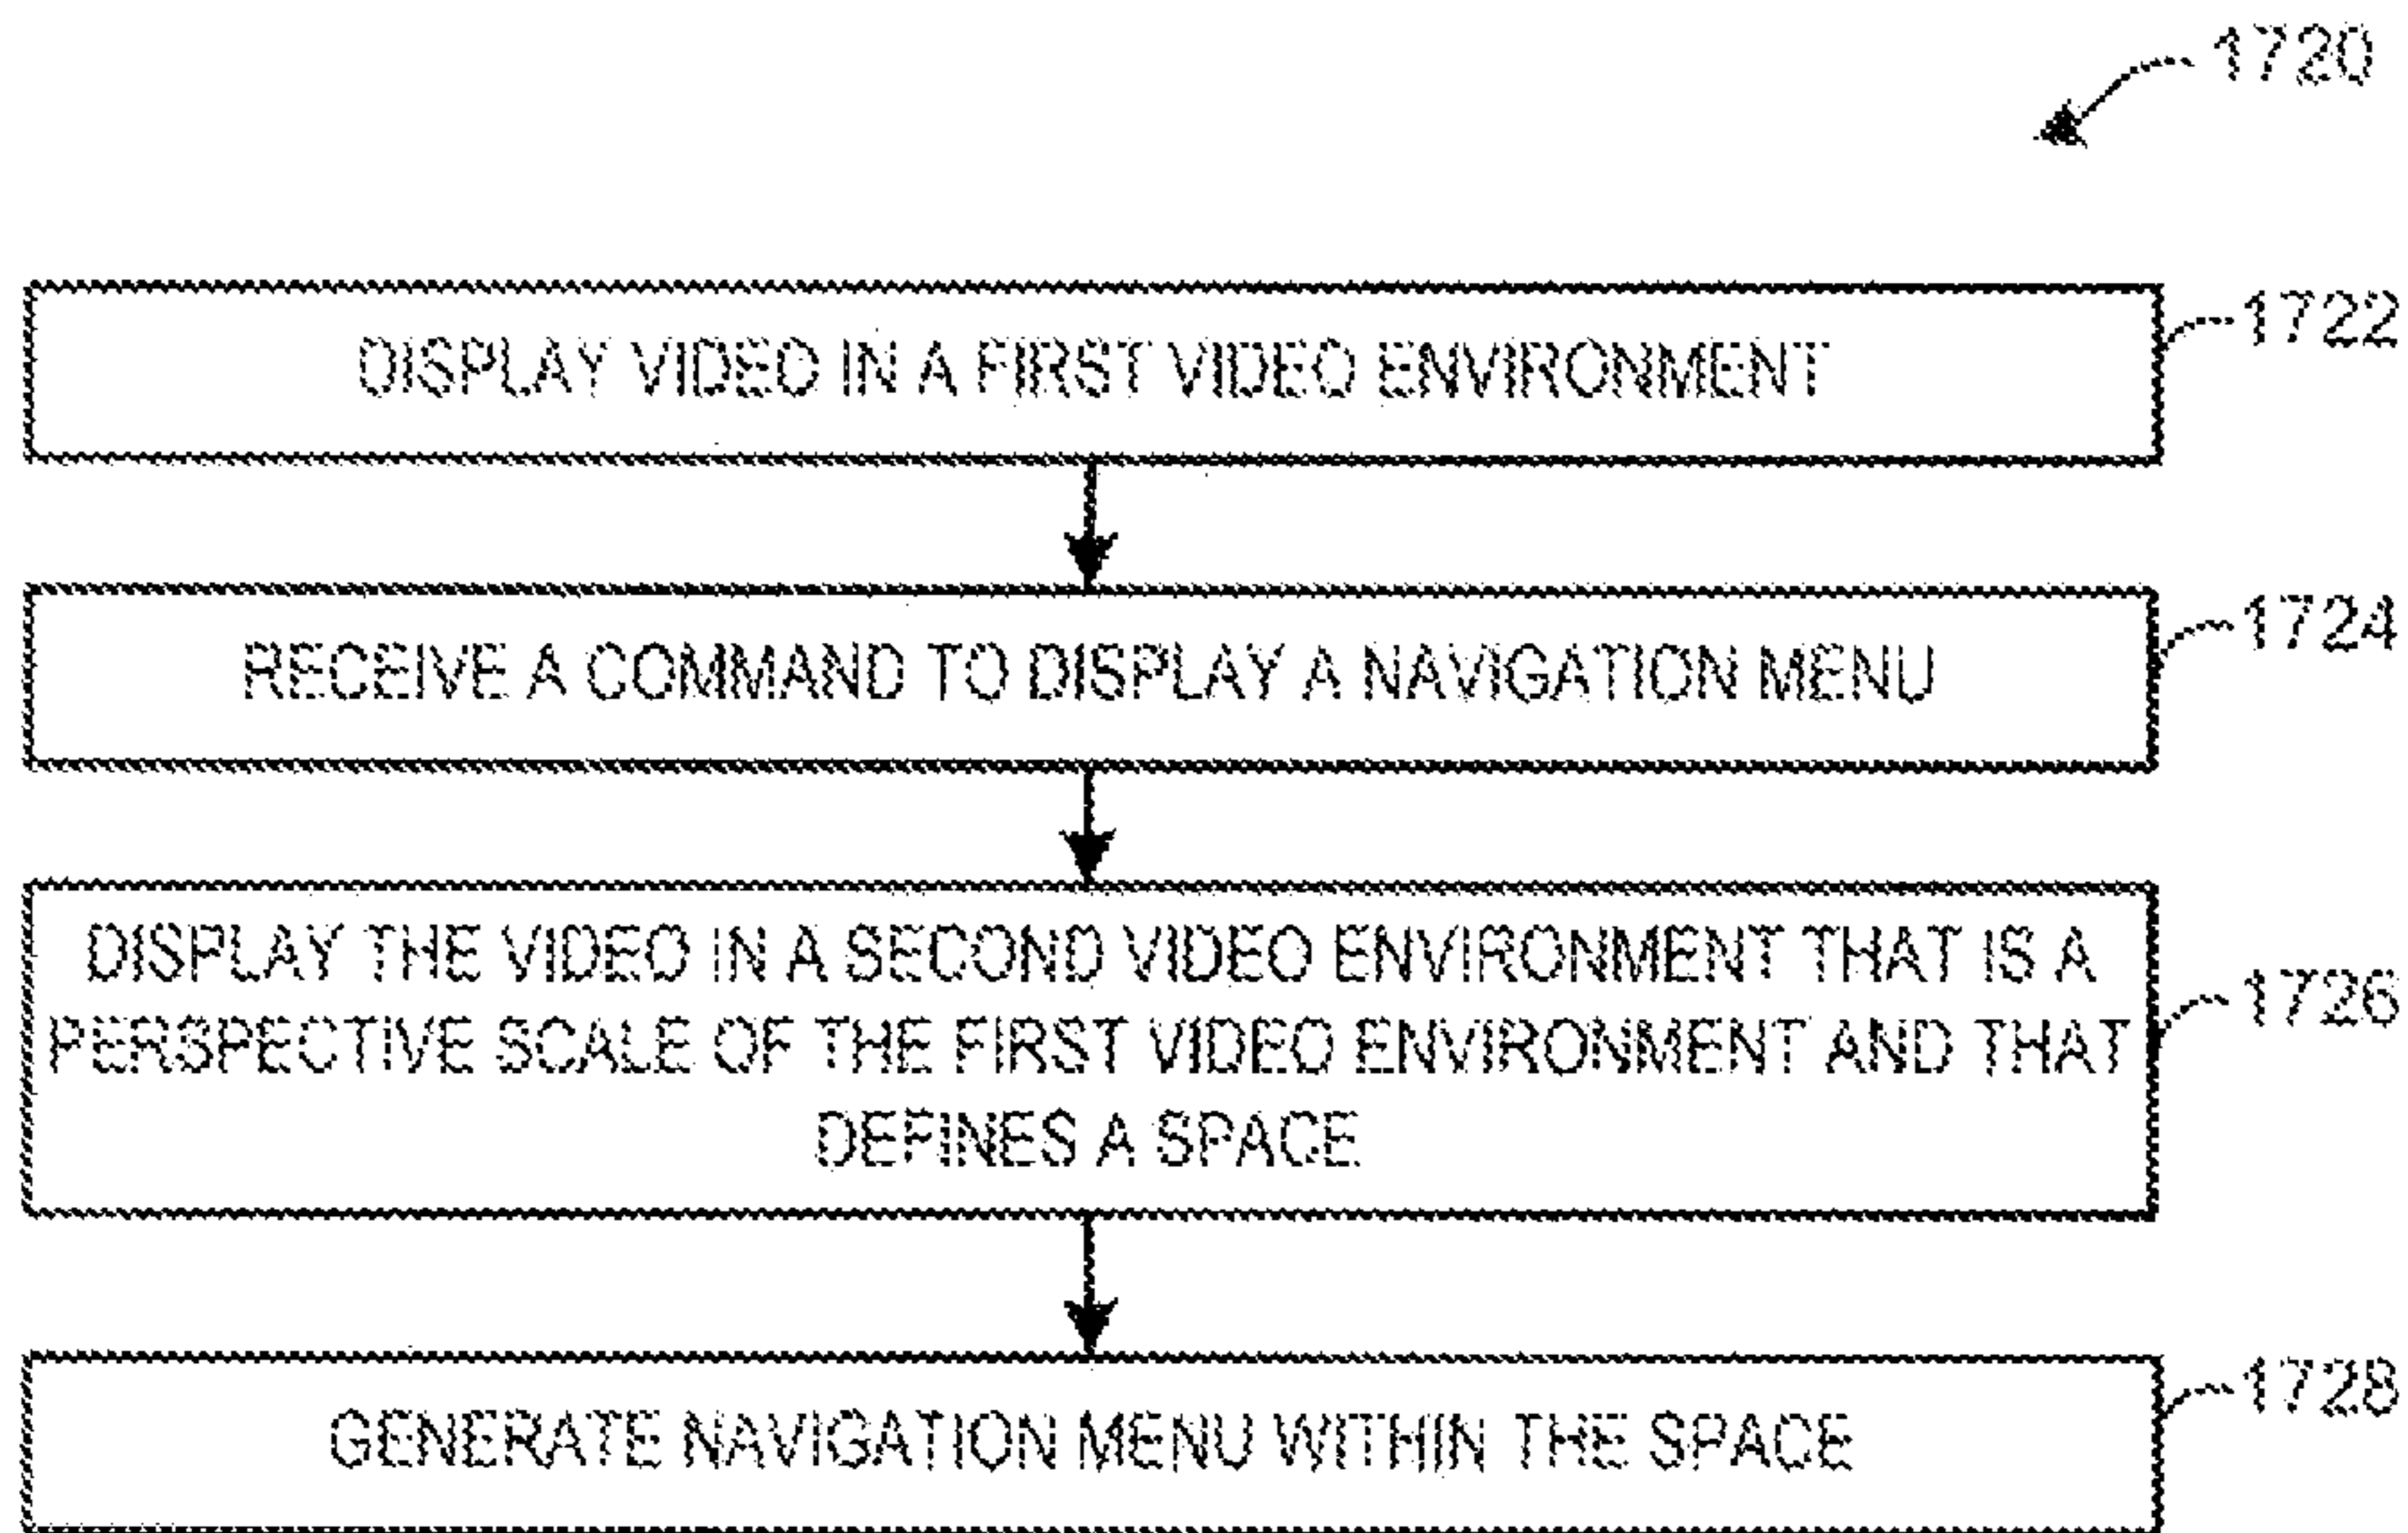 1720
DISPLAY VIDEO IN A FIRST VIDEO ENVIRONMENT
1722
RECEIVE A COMMAND TO DISPLAY A NAVIGATION MENU
1724
DISPLAY THE VIDEO IN A SECOND VIDEO ENVIRONMENT THAT IS A
PERSPECTIVE SCALE OF THE FIRST VIDEO ENVIRONMENT AND THAT
DEFINES A SPACE
1726
GENERATE NAVIGATION MENU WITHIN THE SPACE
1728